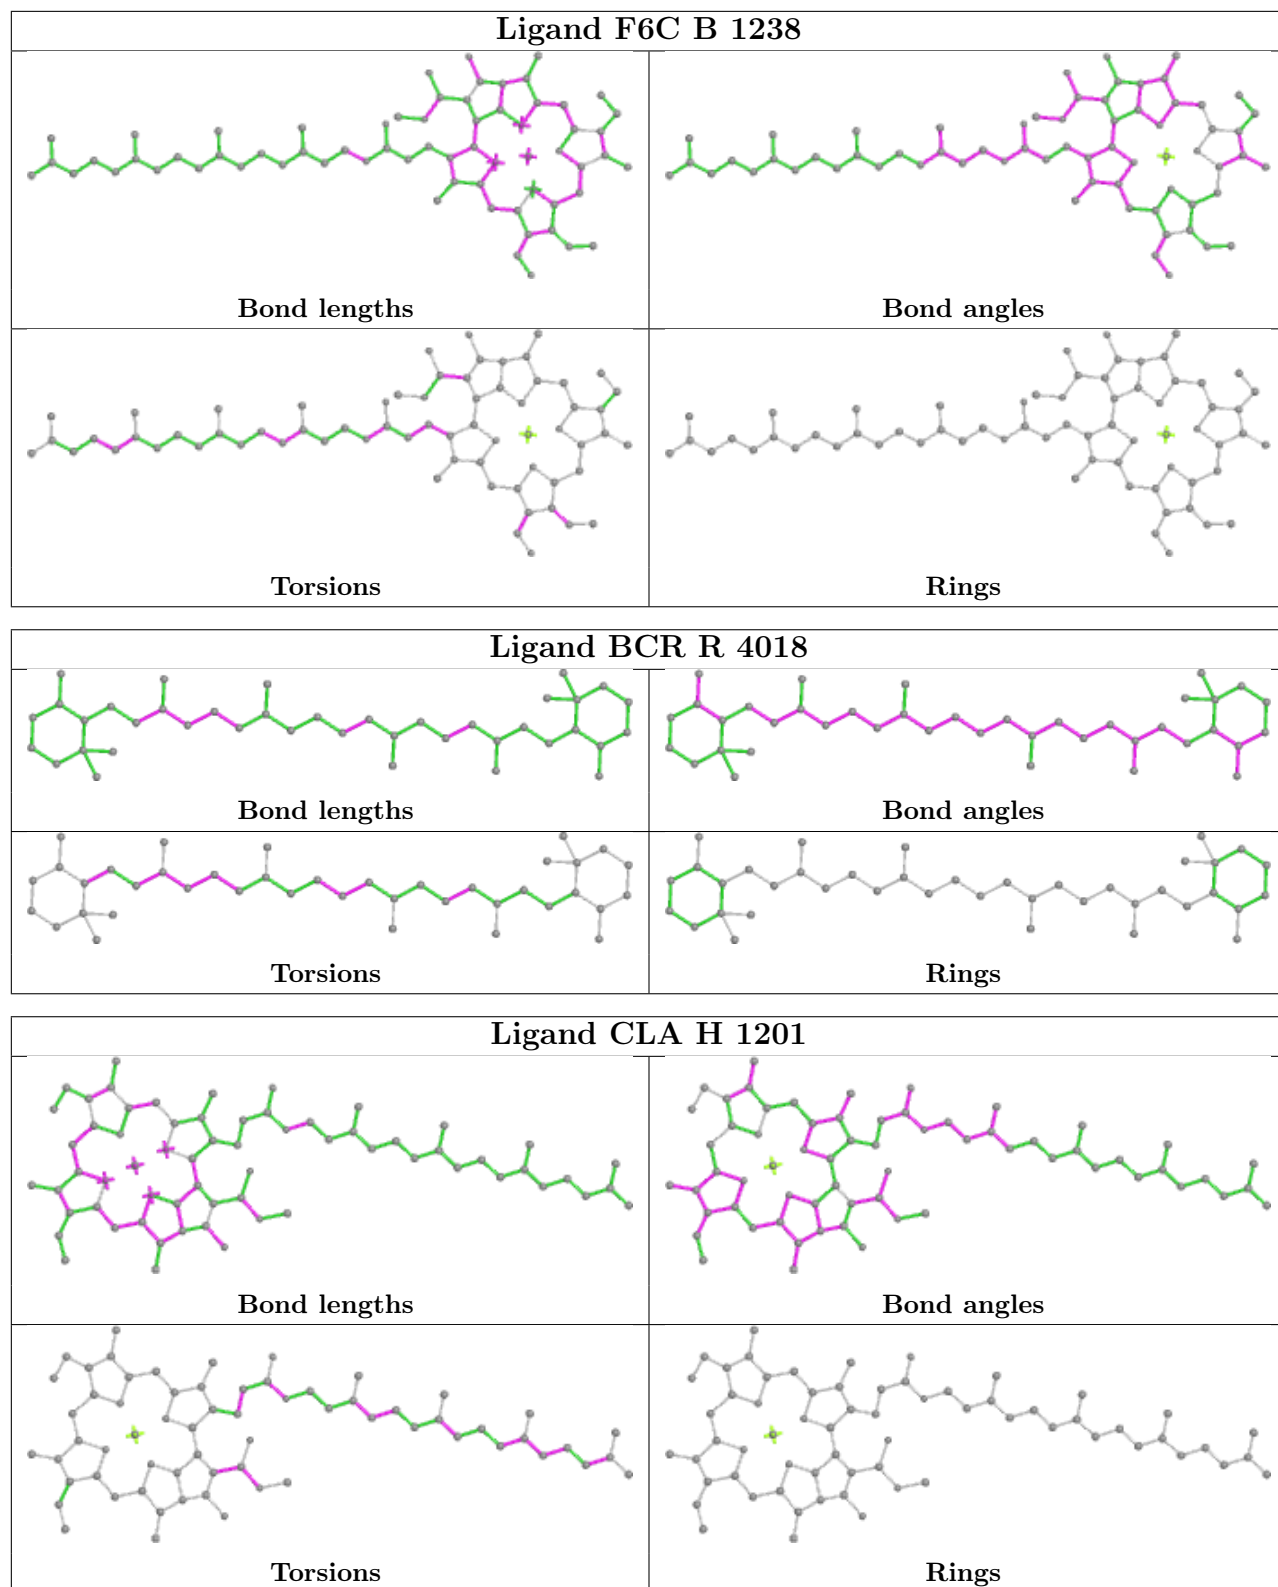 Ligand F6C B 1238
Bond lengths
Bond angles
Torsions
Rings
Ligand BCR R 4018
Bond lengths
Bond angles
Torsions
Rings
Ligand CLA H 1201
Bond lengths
Bond angles
Torsions
Rings